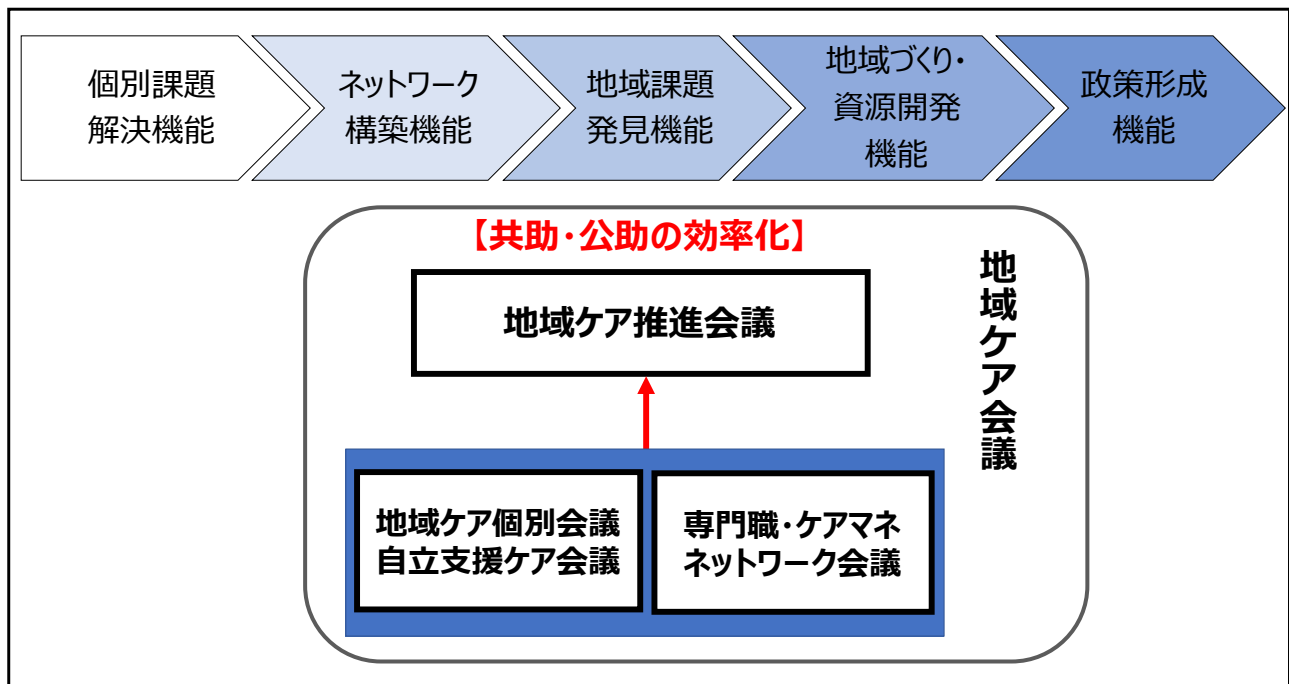 個別課題
解決機能
ネットワーク
構築機能
地域課題
発見機能
地域づくり・
資源開発
機能
政策形成
機能
【共助・公助の効率化】
地域ケア推進会議
地域ケア会議
地域ケア個別会議
自立支援ケア会議
専門職・ケアマネ
ネットワーク会議